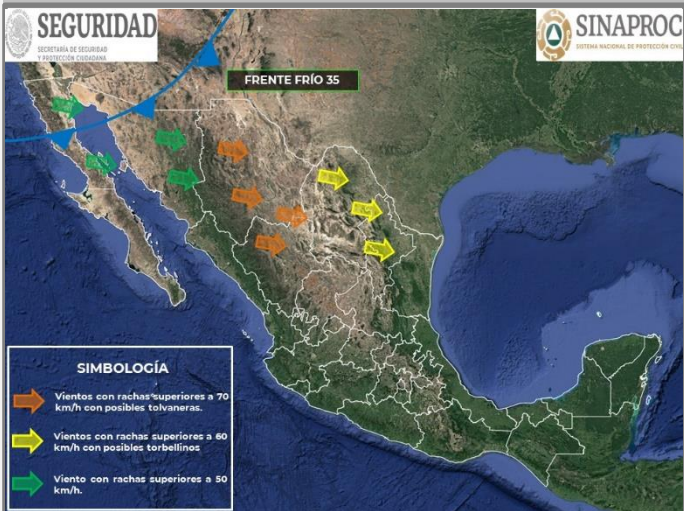 SEGURIDAD
SECRETARÍA DE SEGURIDAD
Y PROTECCIÓN CIUDADANA
SINAPROC
SISTEMA NACIONAL DE PROTECCIÓN CIVIL
FRENTE FRÍO 35
SIMBOLOGÍA
Vientos con rachas superiores a 70
km/h con posibles tolvaneras.
Vientos con rachas superiores a 60
km/h con posibles torbellinos
Viento con rachas superiores a 50
km/h.